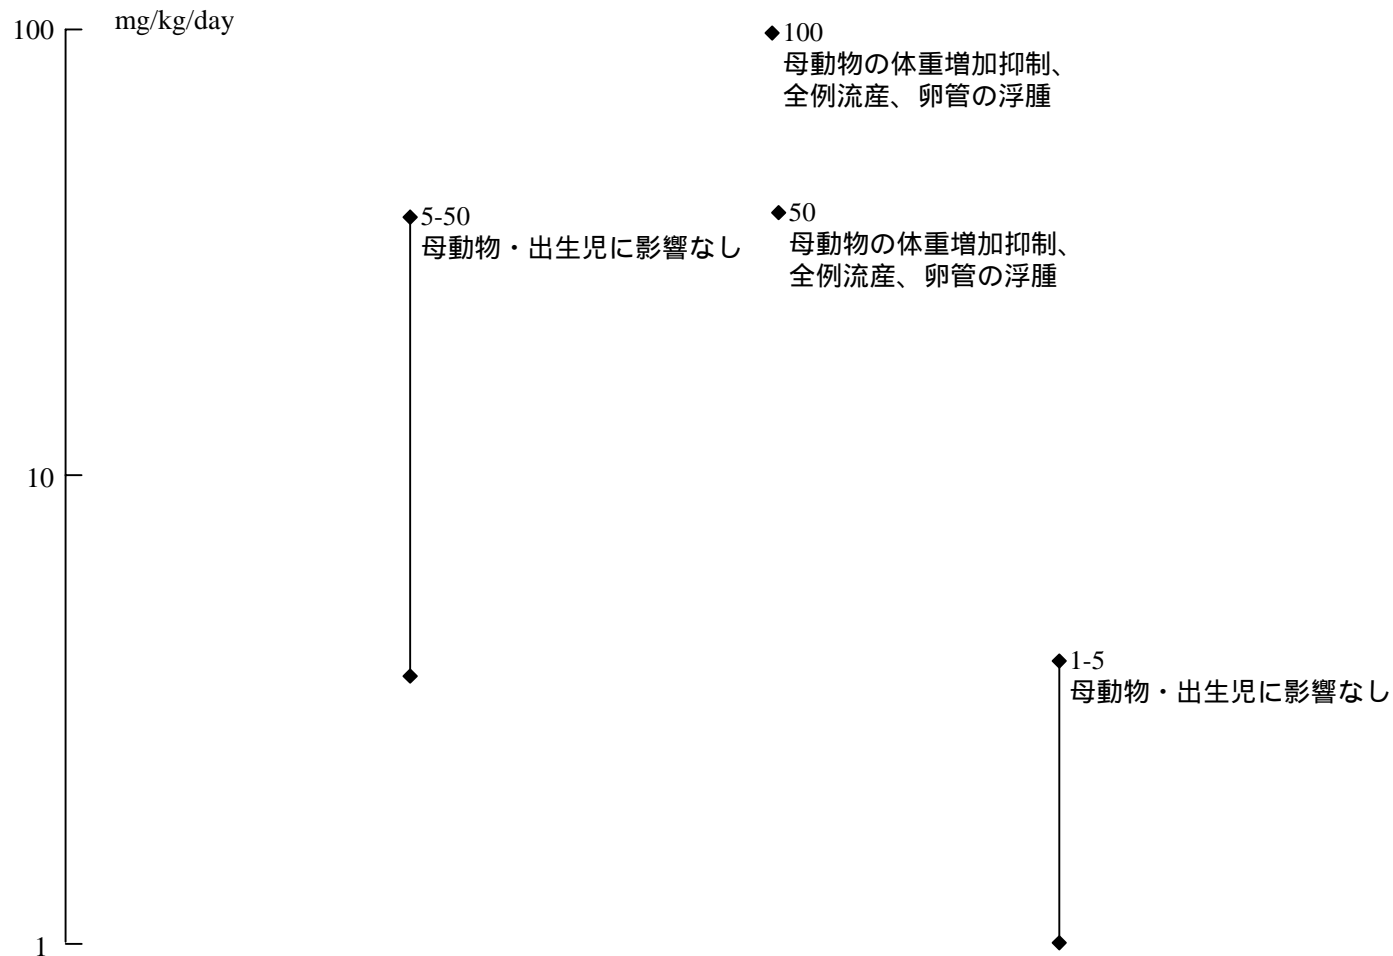 100
mg/kg/day
100
母動物の体重増加抑制、
全例流産、卵管の浮腫
5-50
母動物・出生児に影響なし
50
母動物の体重増加抑制、
全例流産、卵管の浮腫
10
1-5
母動物・出生児に影響なし
1